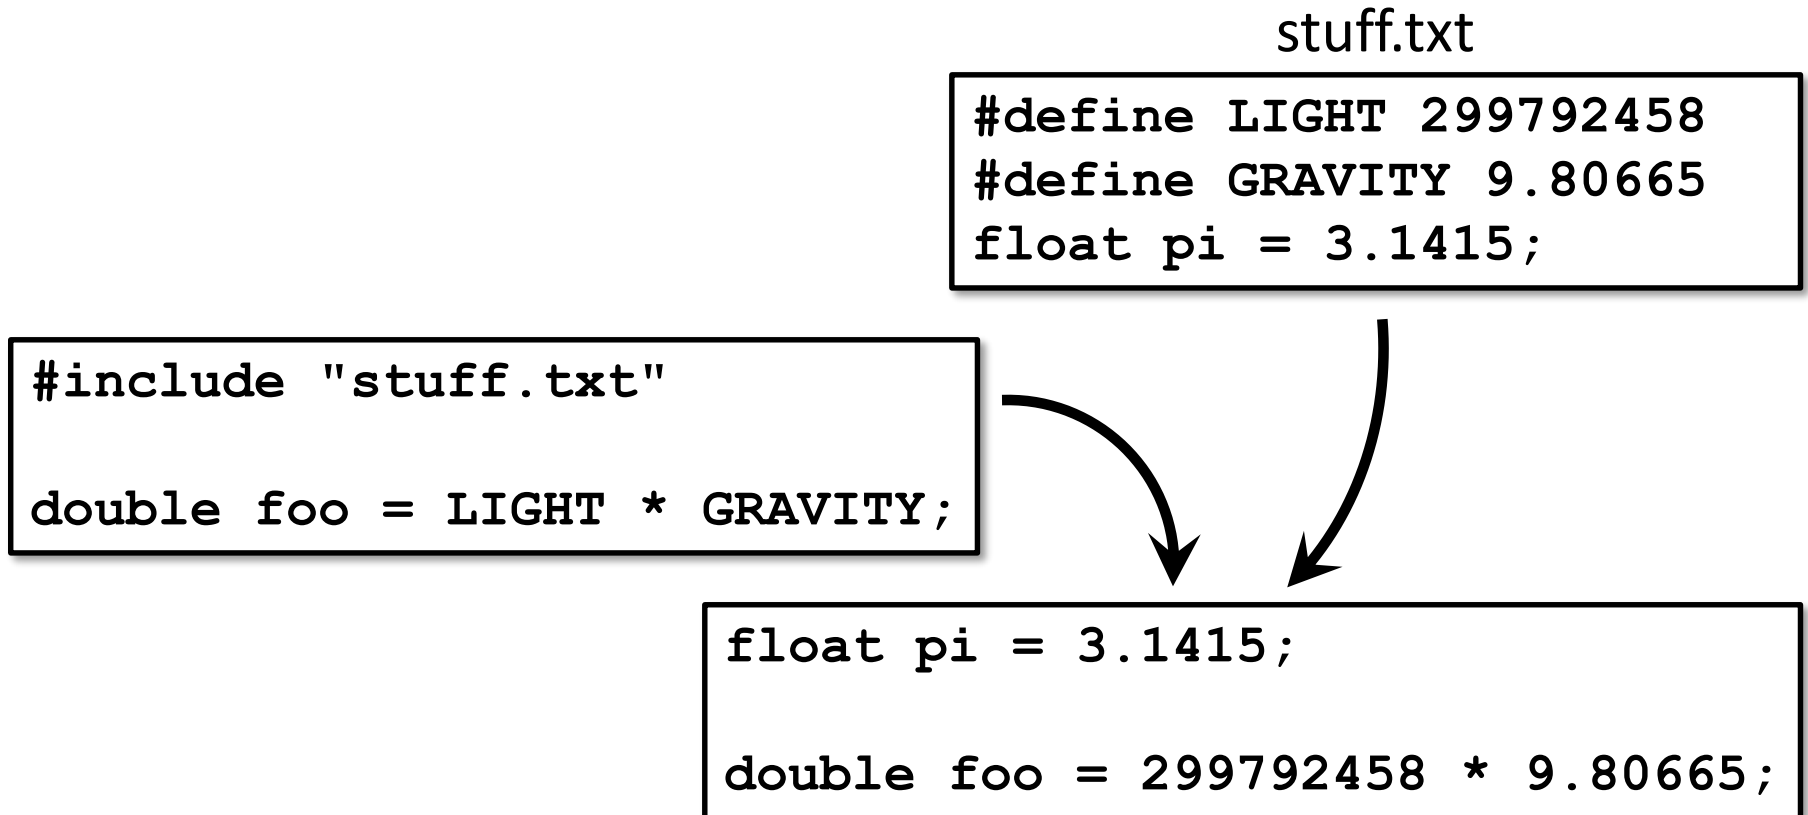 stuff.txt
#define LIGHT 299792458
#define GRAVITY 9.80665
float pi = 3.1415;
#include "stuff.txt"
double foo = LIGHT * GRAVITY;
float pi = 3.1415;
double foo = 299792458 * 9.80665;